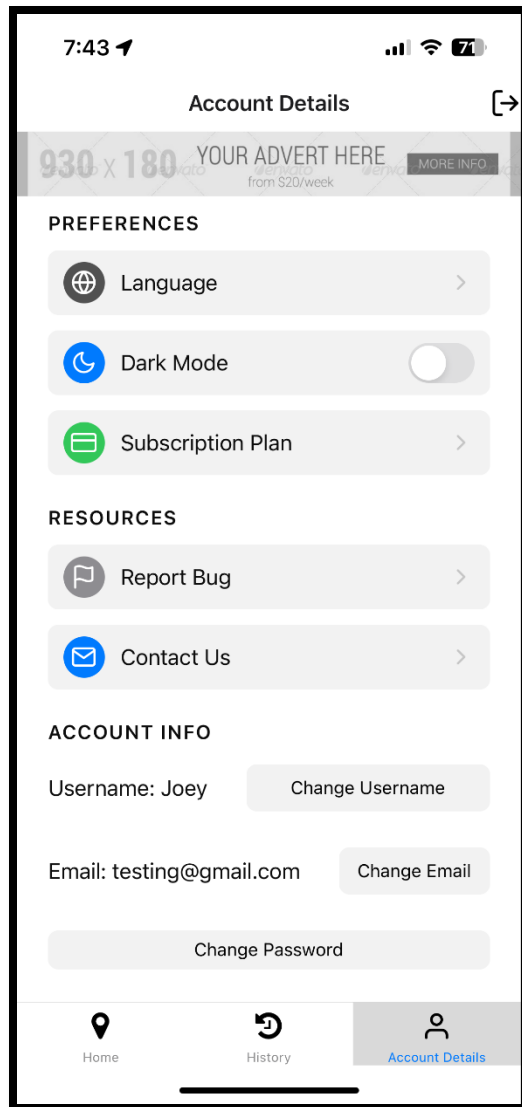 7:43
71
Account Details
930 x 180 YOUR ADVERT HERE MORE INFO
from $20/week
PREFERENCES
Language
Dark Mode
Subscription Plan
RESOURCES
Report Bug
Contact Us
ACCOUNT INFO
Username: Joey Change Username
Email: testing@gmail.com Change Email
Change Password
Home History Account Details